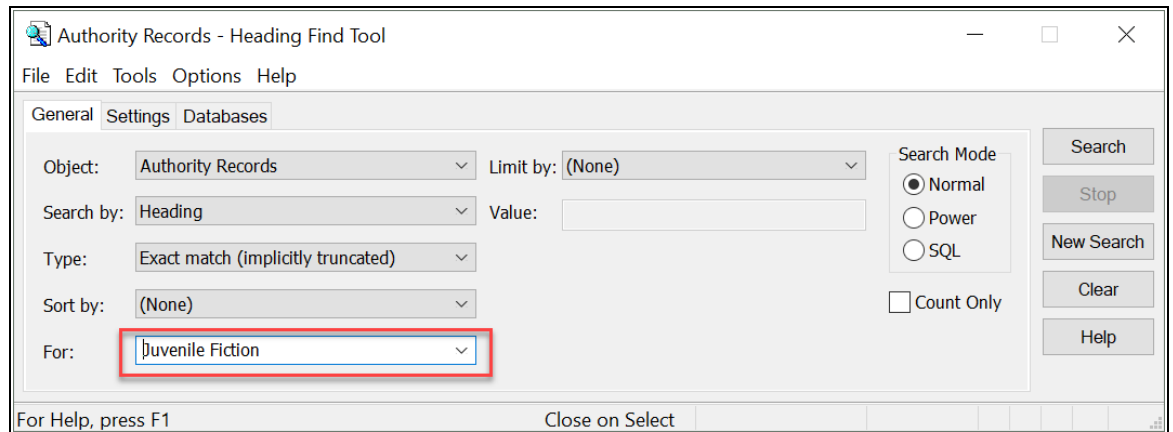 Authority Records - Heading Find Tool
File Edit Tools Options Help
General Settings Databases
Object: Authority Records Limit by: (None)
Search by: Heading Value:
Type: Exact match (implicitly truncated)
Sort by: (None)
For: Juvenile Fiction
Search Mode
Normal
Power
SQL
Count Only
Search
Stop
New Search
Clear
Help
For Help, press F1 Close on Select